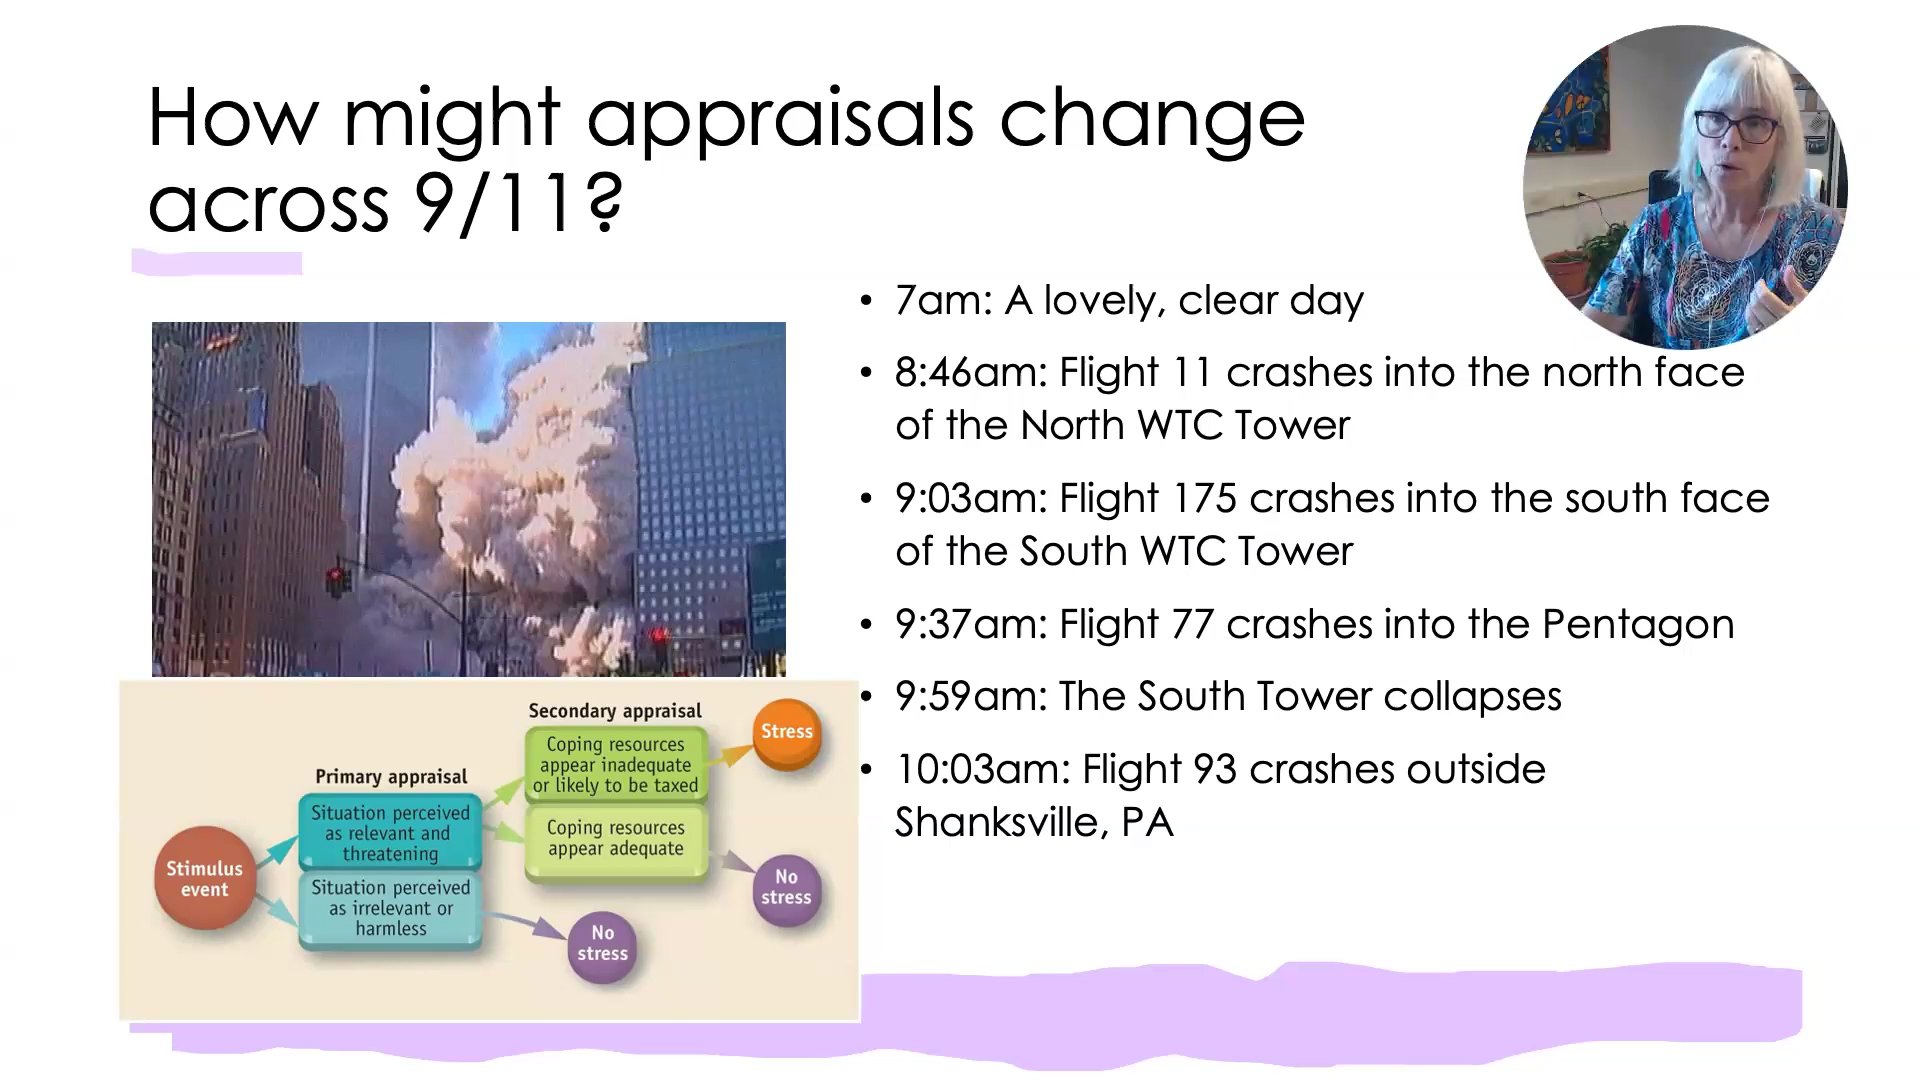 How might appraisals change
across 9/11?
• 7am: A lovely, clear day
• 8:46am: Flight 11 crashes into the north face
of the North WTC Tower
• 9:03am: Flight 175 crashes into the south face
of the South WTC Tower
• 9:37am: Flight 77 crashes into the Pentagon
• 9:59am: The South Tower collapses
• 10:03am: Flight 93 crashes outside
Shanksville, PA
Stimulus
event
Primary appraisal
Situation perceived
as relevant and
threatening
Situation perceived
as irrelevant or
harmless
Secondary appraisal
Coping resources
appear inadequate
or likely to be taxed
Coping resources
appear adequate
Stress
No
stress
No
stress